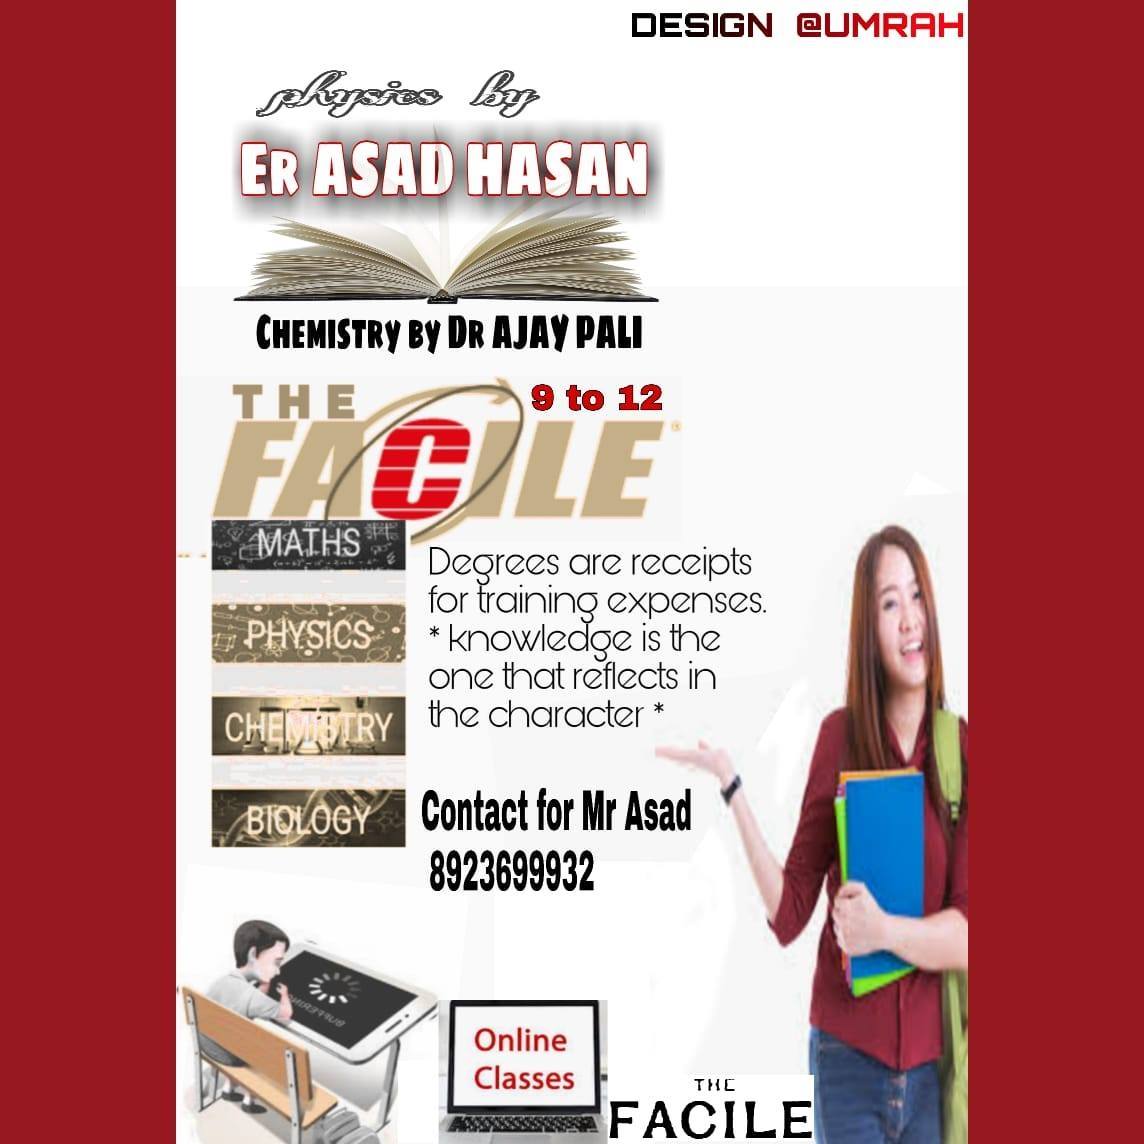 DESIGN @UMRAH
physics by
Er ASAD HASAN
Chemistry by Dr AJAY PALI
THE
9 to 12
FACILE®
MATHS
PHYSICS
CHEMISTRY
BIOLOGY
Degrees are receipts
for training expenses.
* knowledge is the
one that reflects in
the character *
Contact for Mr Asad
8923699932
BUFFERING
Online
Classes
THE
FACILE